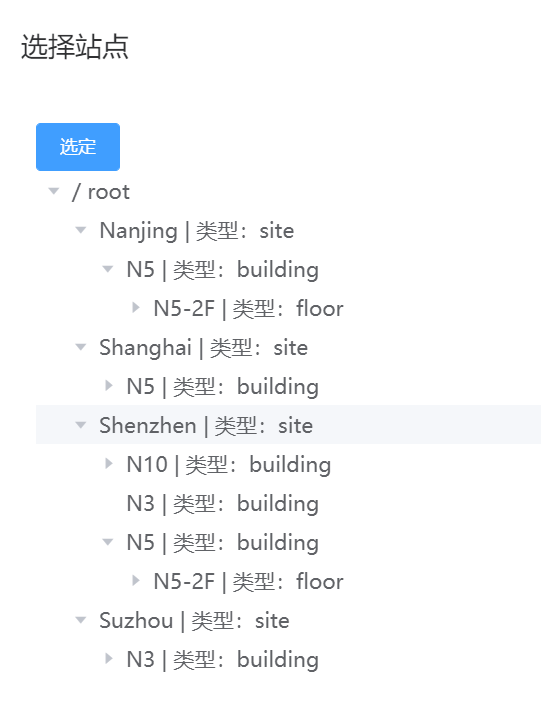 选择站点
选定
/ root
Nanjing | 类型：site
N5 | 类型：building
N5-2F | 类型：floor
Shanghai | 类型：site
N5 | 类型：building
Shenzhen | 类型：site
N10 | 类型：building
N3 | 类型：building
N5 | 类型：building
N5-2F | 类型：floor
Suzhou | 类型：site
N3 | 类型：building